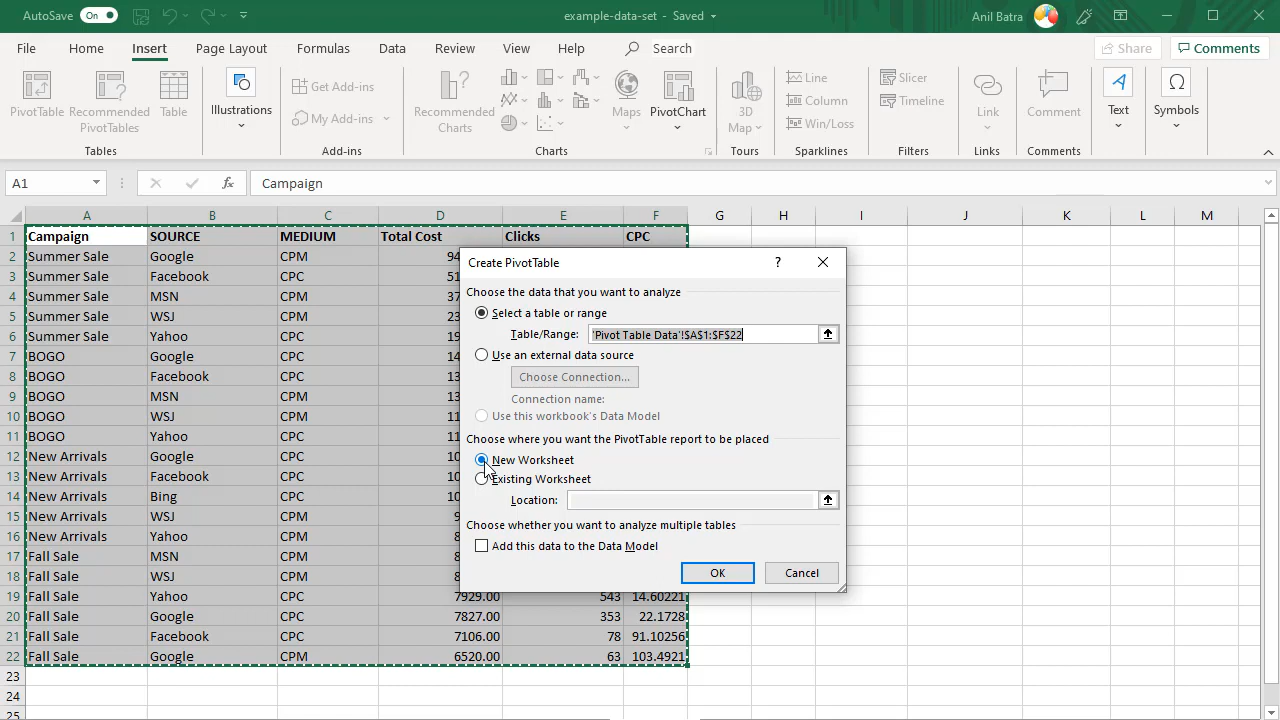 AutoSave On example-data-set - Saved Anil Batra
File Home Insert Page Layout Formulas Data Review View Help Search Share Comments
PivotTable Recommended PivotTables Table Illustrations Get Add-ins My Add-ins Recommended Charts Maps PivotChart 3D Map Line Column Win/Loss Slicer Timeline Link Comment Text Symbols
Tables Add-ins Charts Tours Sparklines Filters Links Comments
A1 fx Campaign
A B C D E F G H I J K L M
1 Campaign SOURCE MEDIUM Total Cost Clicks CPC
2 Summer Sale Google CPM 94
3 Summer Sale Facebook CPC 51
4 Summer Sale MSN CPM 37
5 Summer Sale WSJ CPM 23
6 Summer Sale Yahoo CPC 19
7 BOGO Google CPC 14
8 BOGO Facebook CPC 13
9 BOGO MSN CPC 13
10 BOGO WSJ CPC 11
11 BOGO Yahoo CPC 11
12 New Arrivals Google CPC 10
13 New Arrivals Facebook CPC 10
14 New Arrivals Bing CPC 10
15 New Arrivals WSJ CPC 9
16 New Arrivals Yahoo CPC 8
17 Fall Sale MSN CPM 8
18 Fall Sale WSJ CPM 8
19 Fall Sale Yahoo CPC 7929.00 543 14.60221
20 Fall Sale Google CPC 7827.00 353 22.1728
21 Fall Sale Facebook CPC 7106.00 78 91.10256
22 Fall Sale Google CPM 6520.00 63 103.4921
23
24
25
Create PivotTable ?
Choose the data that you want to analyze
Select a table or range
Table/Range: 'Pivot Table Data'!$A$1:$F$22
Use an external data source
Choose Connection...
Connection name:
Use this workbook's Data Model
Choose where you want the PivotTable report to be placed
New Worksheet
Existing Worksheet
Location:
Choose whether you want to analyze multiple tables
Add this data to the Data Model
OK Cancel